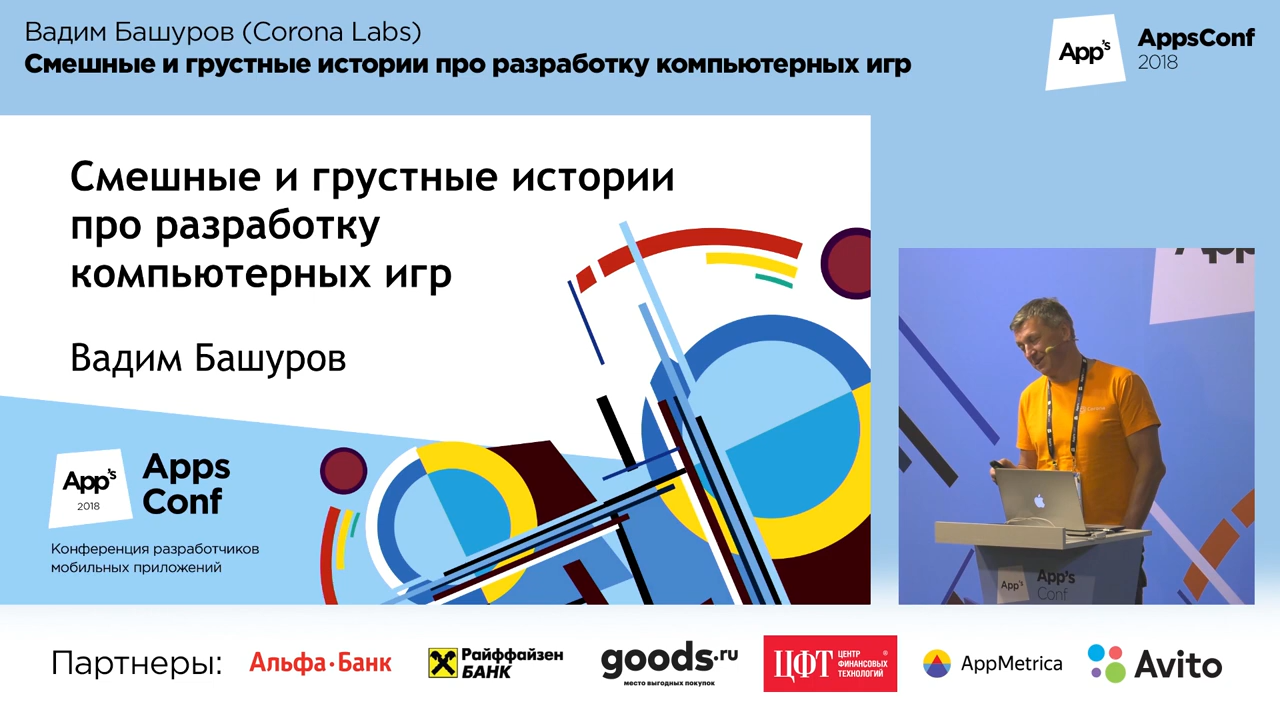 Вадим Башуров (Corona Labs)
Смешные и грустные истории про разработку компьютерных игр
App's
AppsConf
2018
Смешные и грустные истории
про разработку
компьютерных игр
Вадим Башуров
App's
2018
Apps
Conf
Конференция разработчиков
мобильных приложений
App's
Corona
App's
App's
Conf
Партнеры:
Альфа·Банк
Райффайзен
БАНК
goods.ru
место выгодных покупок
ЦФТ
ЦЕНТР
ФИНАНСОВЫХ
ТЕХНОЛОГИЙ
®
AppMetrica
Avito